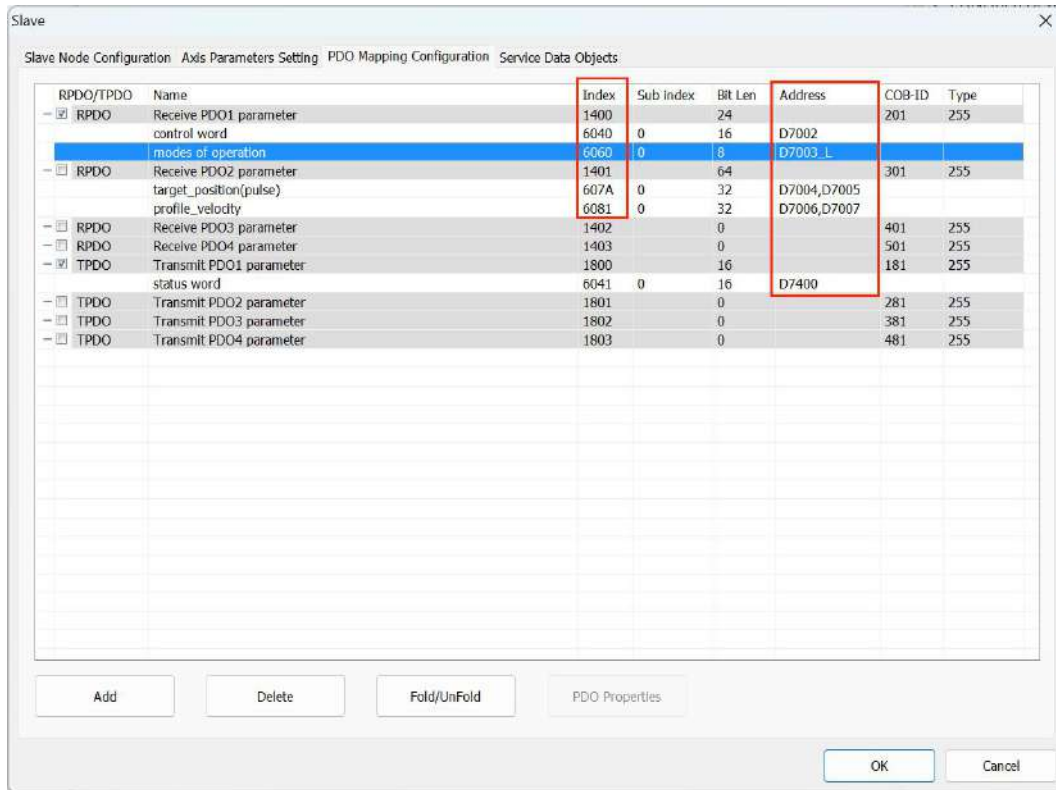 Slave
Slave Node Configuration Axis Parameters Setting PDO Mapping Configuration Service Data Objects
RPDO/TPDO Name Index Sub index Bit Len Address COB-ID Type
RPDO Receive PDO1 parameter 1400 24 201 255
control word 6040 0 16 D7002
modes of operation 6060 0 8 D7003_L
RPDO Receive PDO2 parameter 1401 64 301 255
target_position(pulse) 607A 0 32 D7004,D7005
profile_velocity 6081 0 32 D7006,D7007
RPDO Receive PDO3 parameter 1402 0 401 255
RPDO Receive PDO4 parameter 1403 0 501 255
TPDO Transmit PDO1 parameter 1800 16 181 255
status word 6041 0 16 D7400
TPDO Transmit PDO2 parameter 1801 0 281 255
TPDO Transmit PDO3 parameter 1802 0 381 255
TPDO Transmit PDO4 parameter 1803 0 481 255
Add Delete Fold/UnFold PDO Properties
OK Cancel